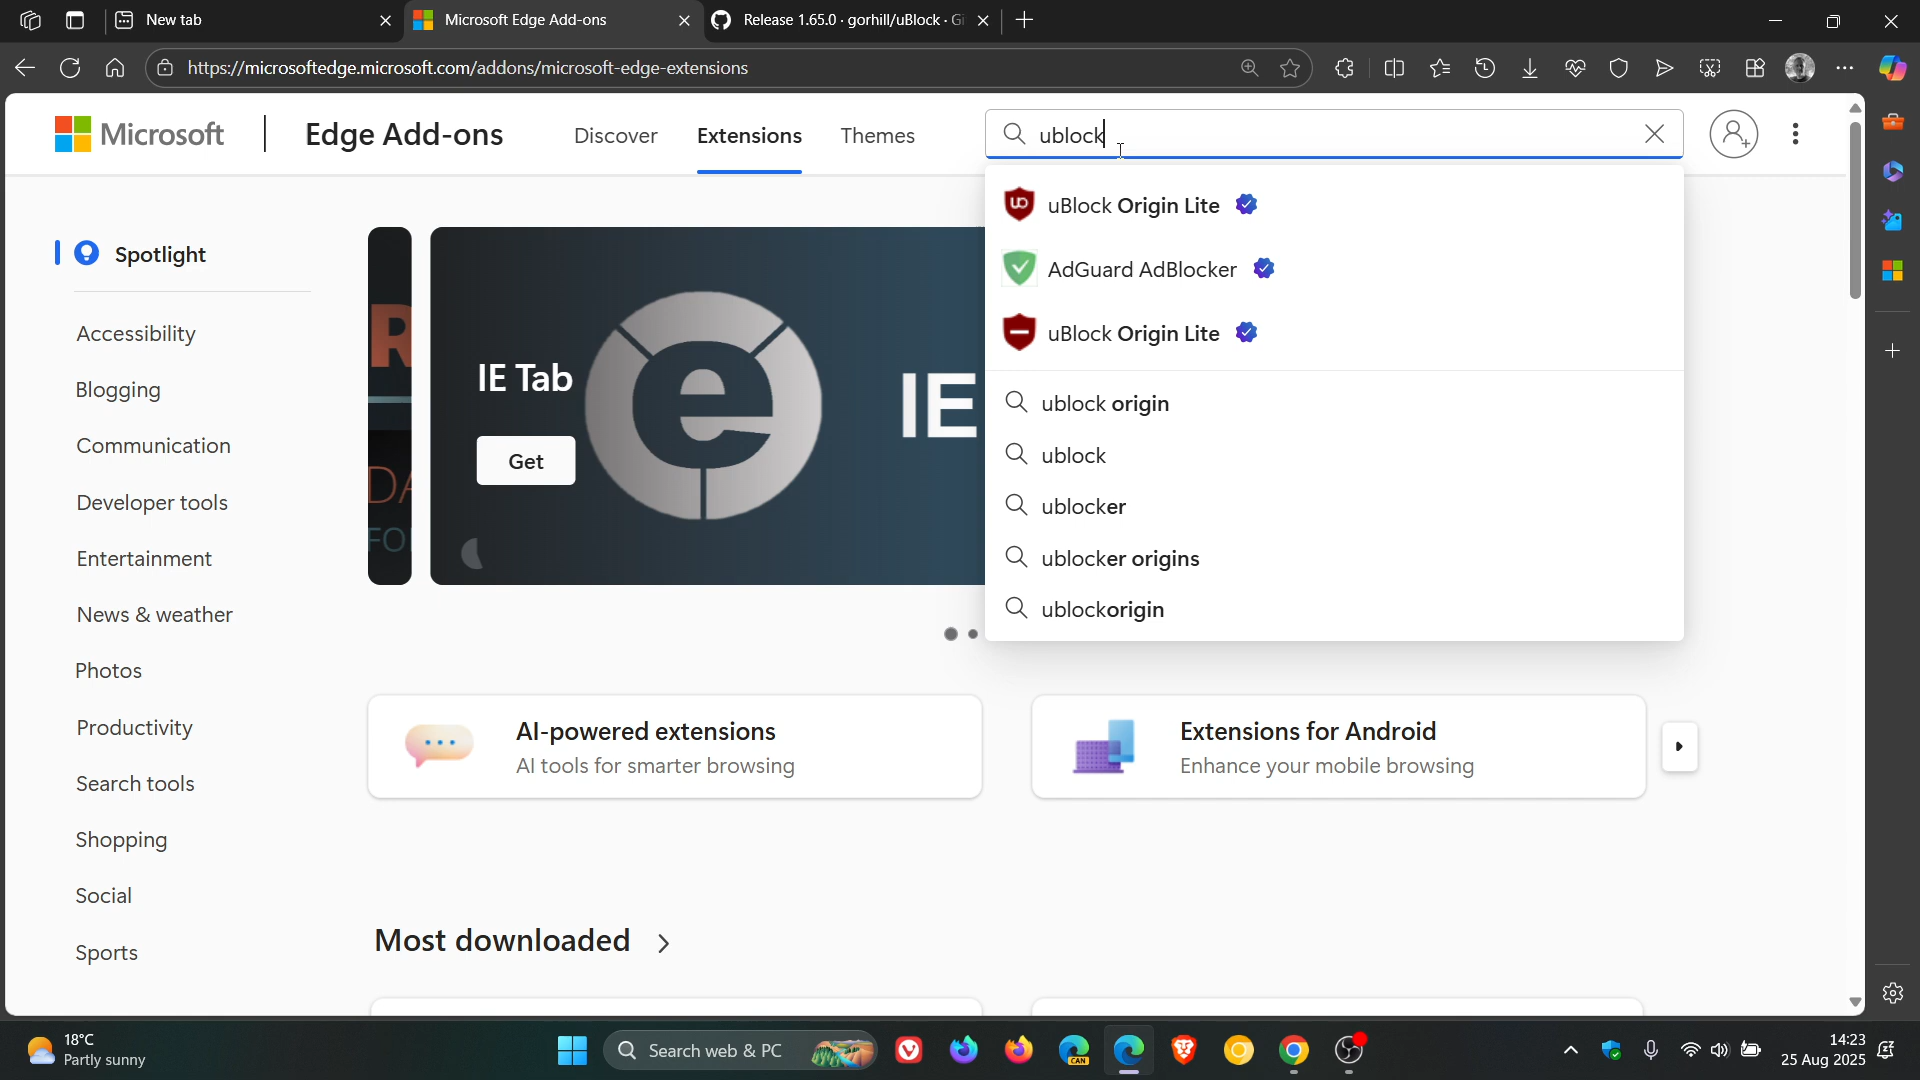 New tab
Microsoft Edge Add-ons
Release 1.65.0 · gorhill/uBlock · Gi
https://microsoftedge.microsoft.com/addons/microsoft-edge-extensions
Microsoft
Edge Add-ons
Discover
Extensions
Themes
ublock
uBlock Origin Lite
AdGuard AdBlocker
uBlock Origin Lite
ublock origin
ublock
ublocker
ublocker origins
ublockorigin
Spotlight
Accessibility
Blogging
Communication
Developer tools
Entertainment
News & weather
Photos
Productivity
Search tools
Shopping
Social
Sports
IE Tab
Get
IE
AI-powered extensions
AI tools for smarter browsing
Extensions for Android
Enhance your mobile browsing
Most downloaded
18°C
Partly sunny
Search web & PC
CAN
14:23
25 Aug 2025